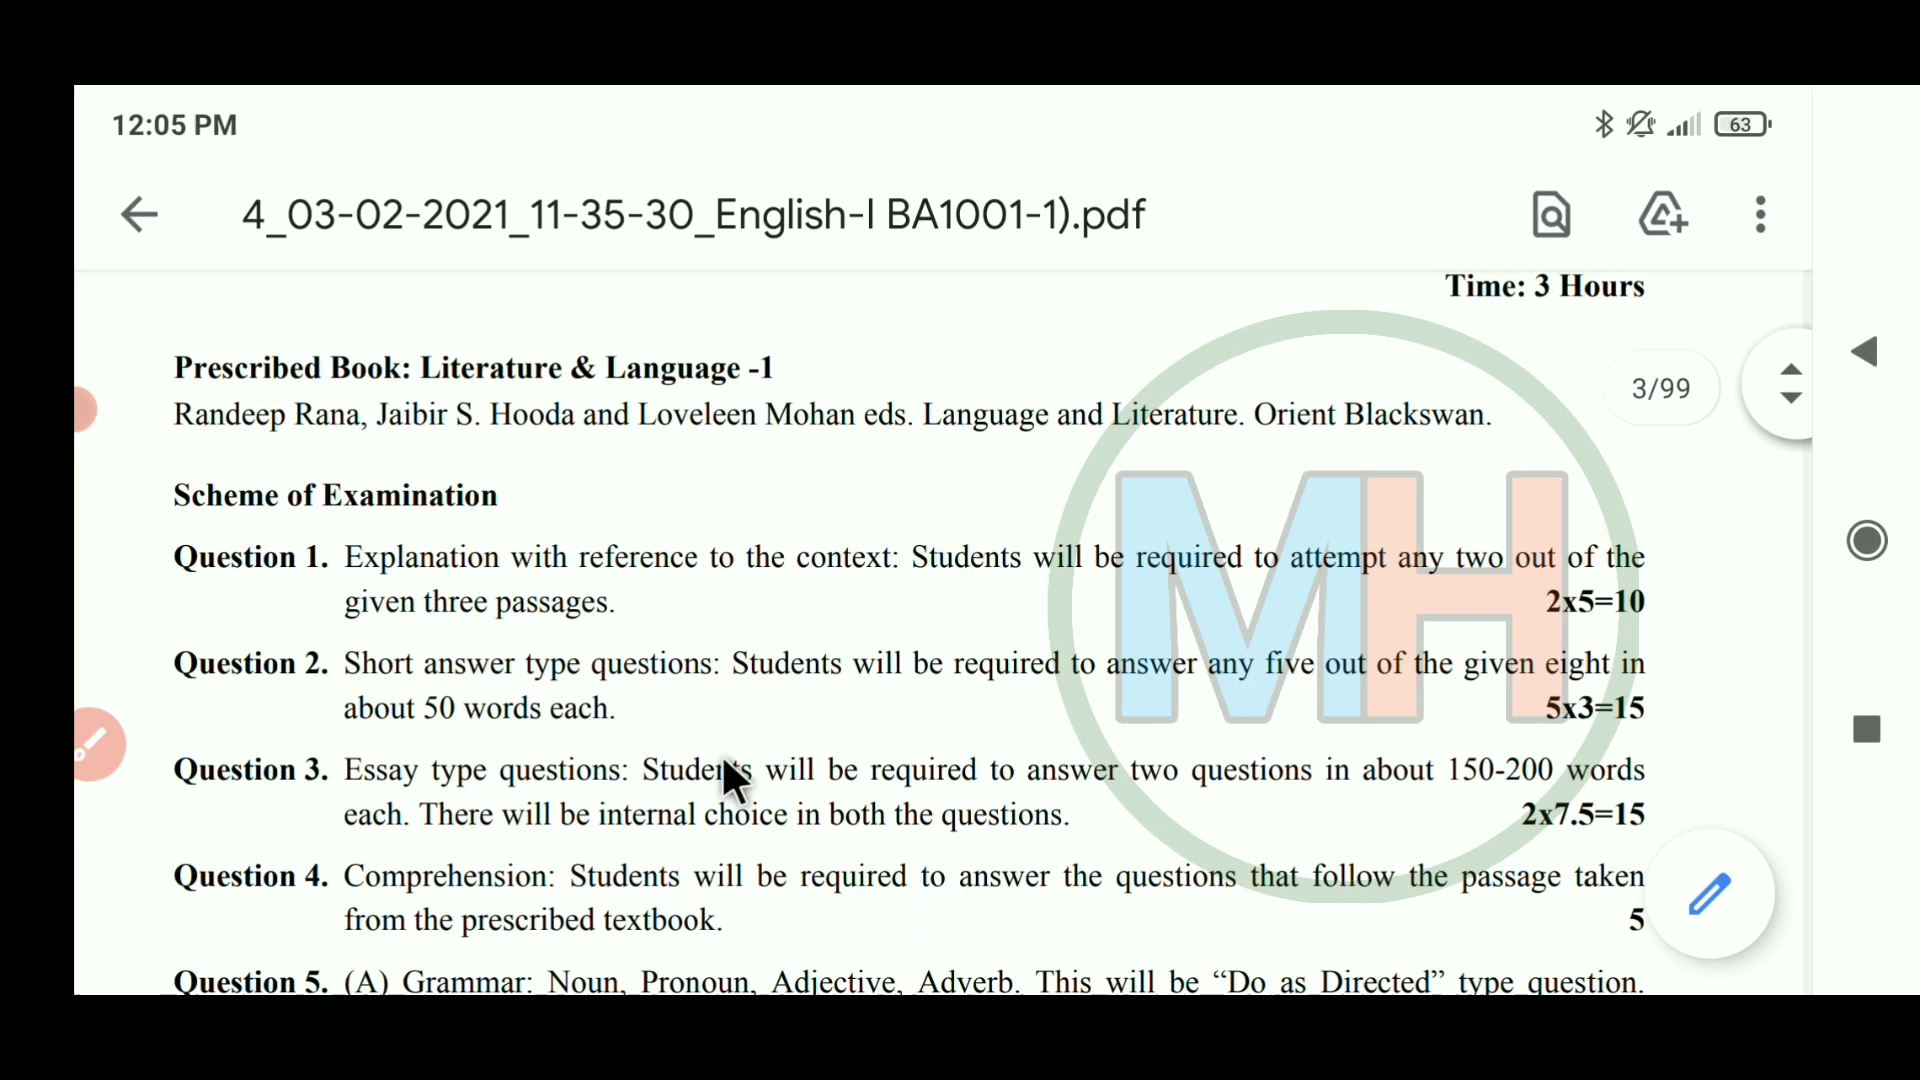 12:05 PM
63
4_03-02-2021_11-35-30_English-I BA1001-1).pdf
Time: 3 Hours
Prescribed Book: Literature & Language -1
3/99
Randeep Rana, Jaibir S. Hooda and Loveleen Mohan eds. Language and Literature. Orient Blackswan.
Scheme of Examination
Question 1. Explanation with reference to the context: Students will be required to attempt any two out of the
given three passages. 2x5=10
Question 2. Short answer type questions: Students will be required to answer any five out of the given eight in
about 50 words each. 5x3=15
Question 3. Essay type questions: Students will be required to answer two questions in about 150-200 words
each. There will be internal choice in both the questions. 2x7.5=15
Question 4. Comprehension: Students will be required to answer the questions that follow the passage taken
from the prescribed textbook. 5
Question 5. (A) Grammar: Noun, Pronoun, Adjective, Adverb. This will be “Do as Directed” type question.
MH